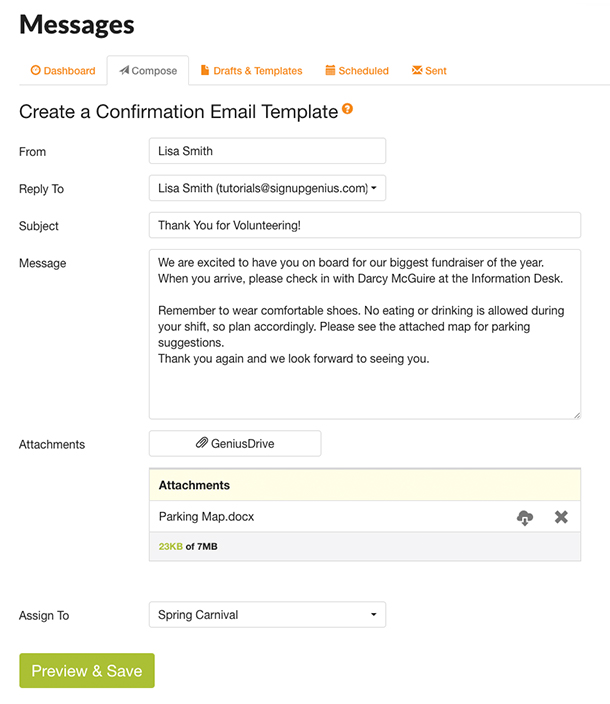 Messages
Dashboard Compose Drafts & Templates Scheduled Sent
Create a Confirmation Email Template ?
From Lisa Smith
Reply To Lisa Smith (tutorials@signupgenius.com)
Subject Thank You for Volunteering!
Message We are excited to have you on board for our biggest fundraiser of the year.
When you arrive, please check in with Darcy McGuire at the Information Desk.
Remember to wear comfortable shoes. No eating or drinking is allowed during
your shift, so plan accordingly. Please see the attached map for parking
suggestions.
Thank you again and we look forward to seeing you.
Attachments GeniusDrive
Attachments
Parking Map.docx
23KB of 7MB
Assign To Spring Carnival
Preview & Save